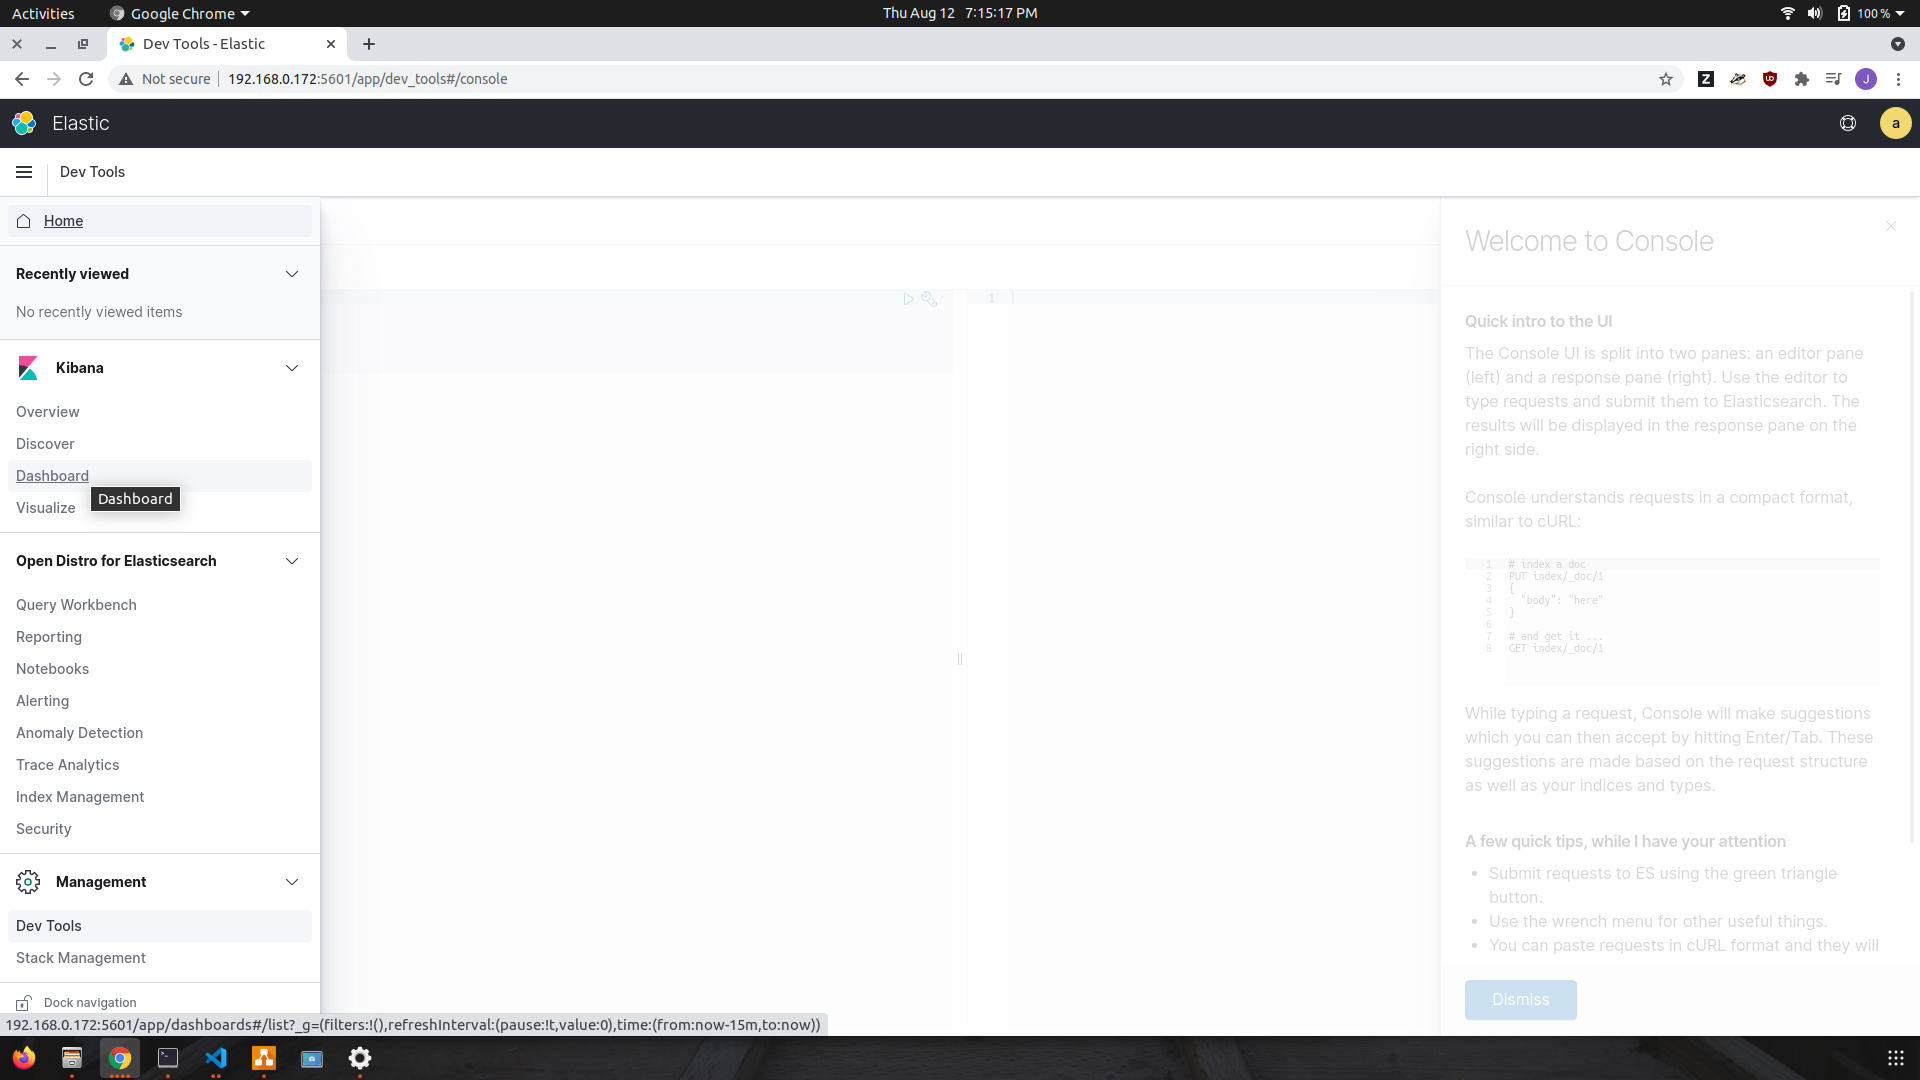 Activities
Google Chrome
Thu Aug 12 7:15:17 PM
100 %
Dev Tools - Elastic
Not secure
192.168.0.172:5601/app/dev_tools#/console
Z
J
Elastic
a
Dev Tools
Home
Recently viewed
No recently viewed items
Kibana
Overview
Discover
Dashboard
Dashboard
Visualize
Open Distro for Elasticsearch
Query Workbench
Reporting
Notebooks
Alerting
Anomaly Detection
Trace Analytics
Index Management
Security
Management
Dev Tools
Stack Management
Dock navigation
192.168.0.172:5601/app/dashboards#/list?_g=(filters:!(),refreshInterval:(pause:!t,value:0),time:(from:now-15m,to:now))
1
Welcome to Console
Quick intro to the UI
The Console UI is split into two panes: an editor pane
(left) and a response pane (right). Use the editor to
type requests and submit them to Elasticsearch. The
results will be displayed in the response pane on the
right side.
Console understands requests in a compact format,
similar to cURL:
1 # index a doc
2 PUT index/_doc/1
3 {
4 "body": "here"
5 }
6
7 # and get it ...
8 GET index/_doc/1
While typing a request, Console will make suggestions
which you can then accept by hitting Enter/Tab. These
suggestions are made based on the request structure
as well as your indices and types.
A few quick tips, while I have your attention
• Submit requests to ES using the green triangle
button.
• Use the wrench menu for other useful things.
• You can paste requests in cURL format and they will
Dismiss